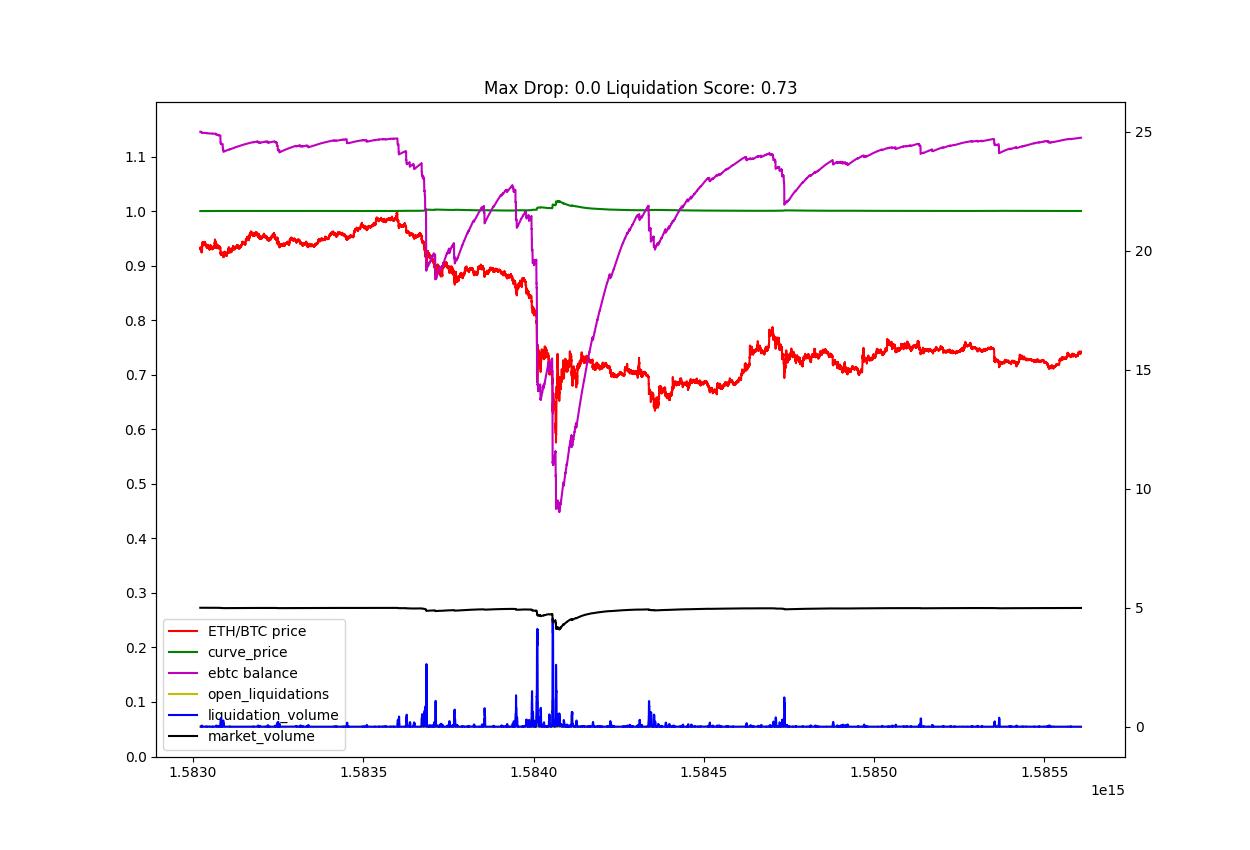 Max Drop: 0.0 Liquidation Score: 0.73
1.1
1.0
0.9
0.8
0.7
0.6
0.5
0.4
0.3
0.2
0.1
0.0
25
20
15
10
5
0
ETH/BTC price
curve_price
ebtc balance
open_liquidations
liquidation_volume
market_volume
1.5830 1.5835 1.5840 1.5845 1.5850 1.5855
1e15